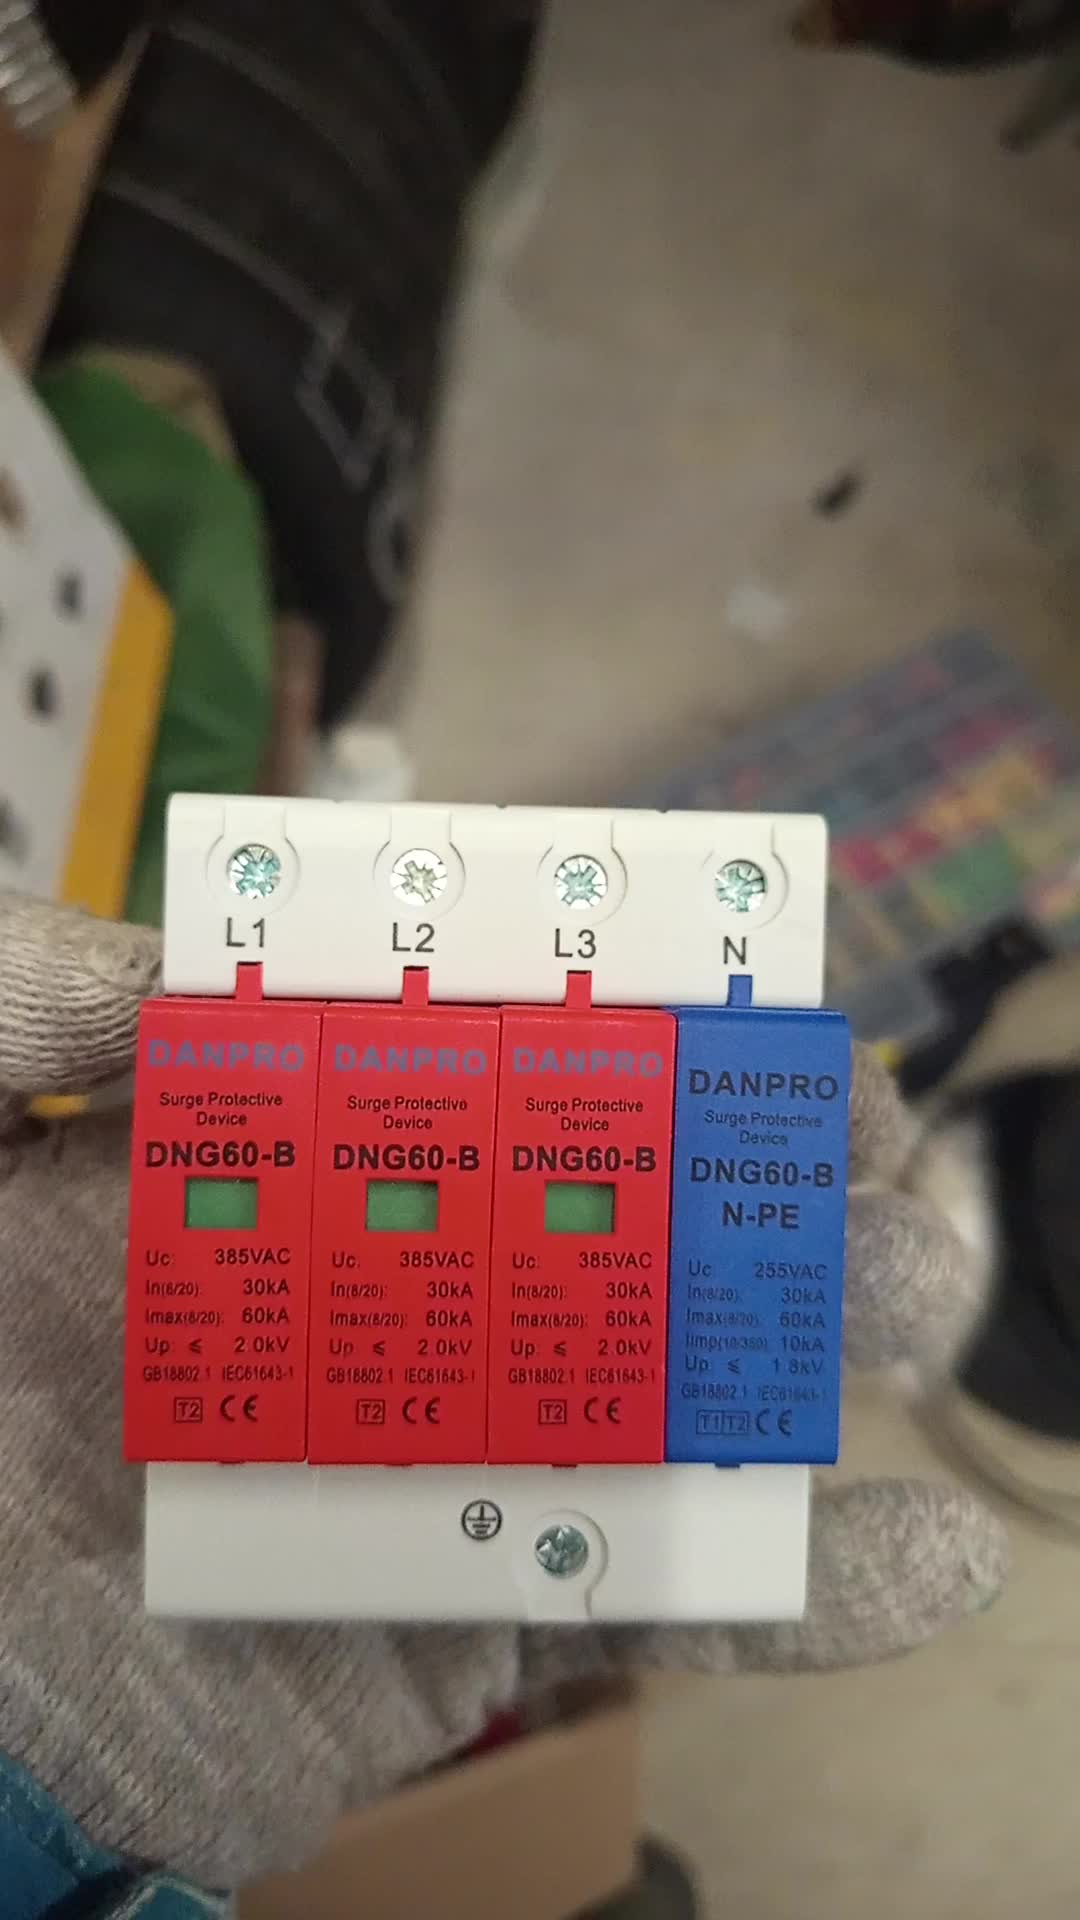 L1 L2 L3 N
DANPRO
Surge Protective
Device
DNG60-B
Uc: 385VAC
In(8/20): 30kA
Imax(8/20): 60kA
Up: ≤ 2.0kV
GB18802.1 IEC61643-1
T2 CE
DANPRO
Surge Protective
Device
DNG60-B
Uc: 385VAC
In(8/20): 30kA
Imax(8/20): 60kA
Up: ≤ 2.0kV
GB18802.1 IEC61643-1
T2 CE
DANPRO
Surge Protective
Device
DNG60-B
Uc: 385VAC
In(8/20): 30kA
Imax(8/20): 60kA
Up: ≤ 2.0kV
GB18802.1 IEC61643-1
T2 CE
DANPRO
Surge Protective
Device
DNG60-B
N-PE
Uc: 255VAC
In(8/20): 30kA
Imax(8/20): 60kA
Iimp(10/350): 10kA
Up: ≤ 1.8kV
GB18802.1 IEC61643-1
T1 T2 CE